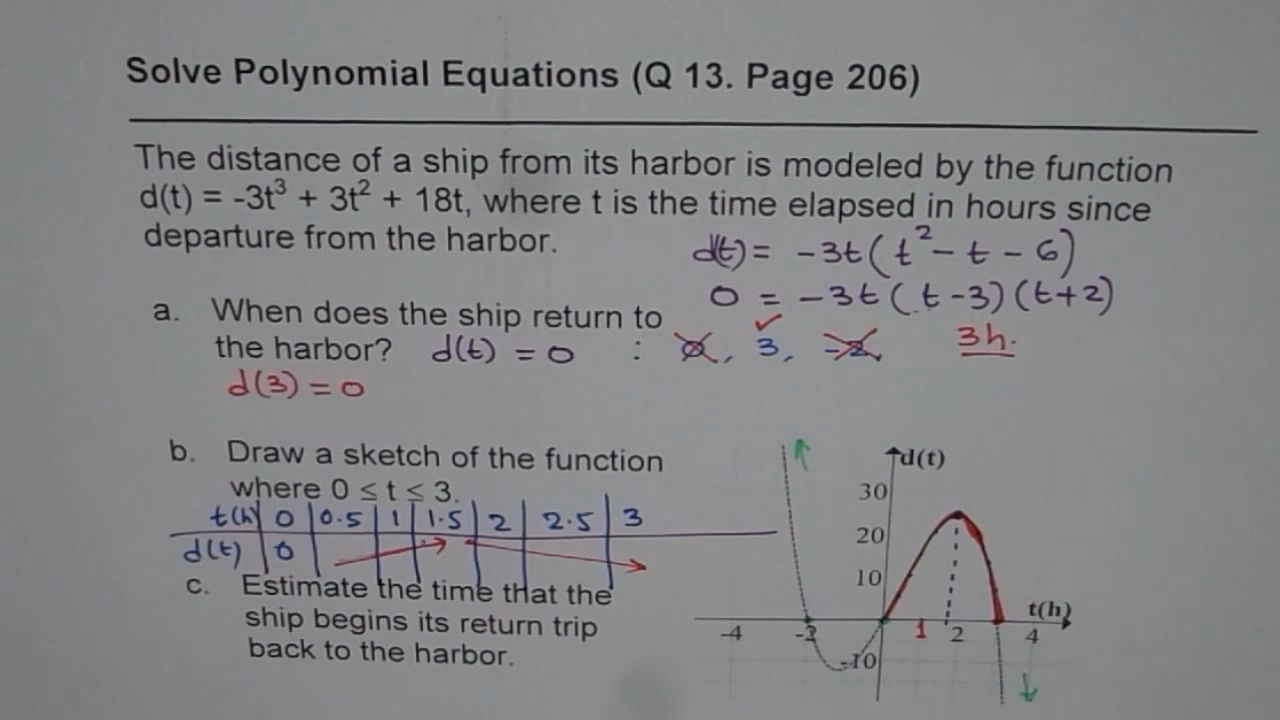 Solve Polynomial Equations (Q 13. Page 206)
The distance of a ship from its harbor is modeled by the function
d(t) = -3t³ + 3t² + 18t, where t is the time elapsed in hours since
departure from the harbor.
d(t) = -3t(t² - t - 6)
0 = -3t(t-3)(t+2)
a. When does the ship return to
the harbor? d(t) = 0 : 0, 3, -2, 3h.
d(3) = 0
b. Draw a sketch of the function
where 0 ≤ t ≤ 3.
t(h) 0 0.5 1 1.5 2 2.5 3
d(t) 0
c. Estimate the time that the
ship begins its return trip
back to the harbor.
d(t)
30
20
10
t(h)
-4 -2 1 2 4
-10